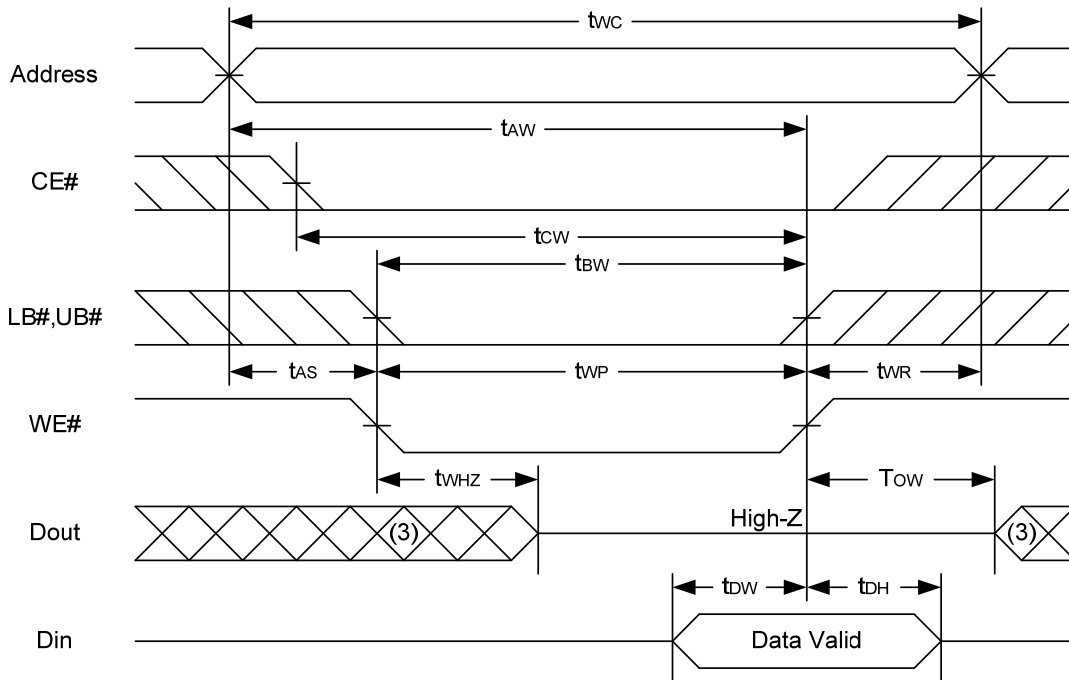 tWC
Address
tAW
CE#
tCW
tBW
LB#,UB#
tAS
tWP
tWR
WE#
tWHZ
TOW
Dout
(3)
High-Z
(3)
tDW
tDH
Din
Data Valid